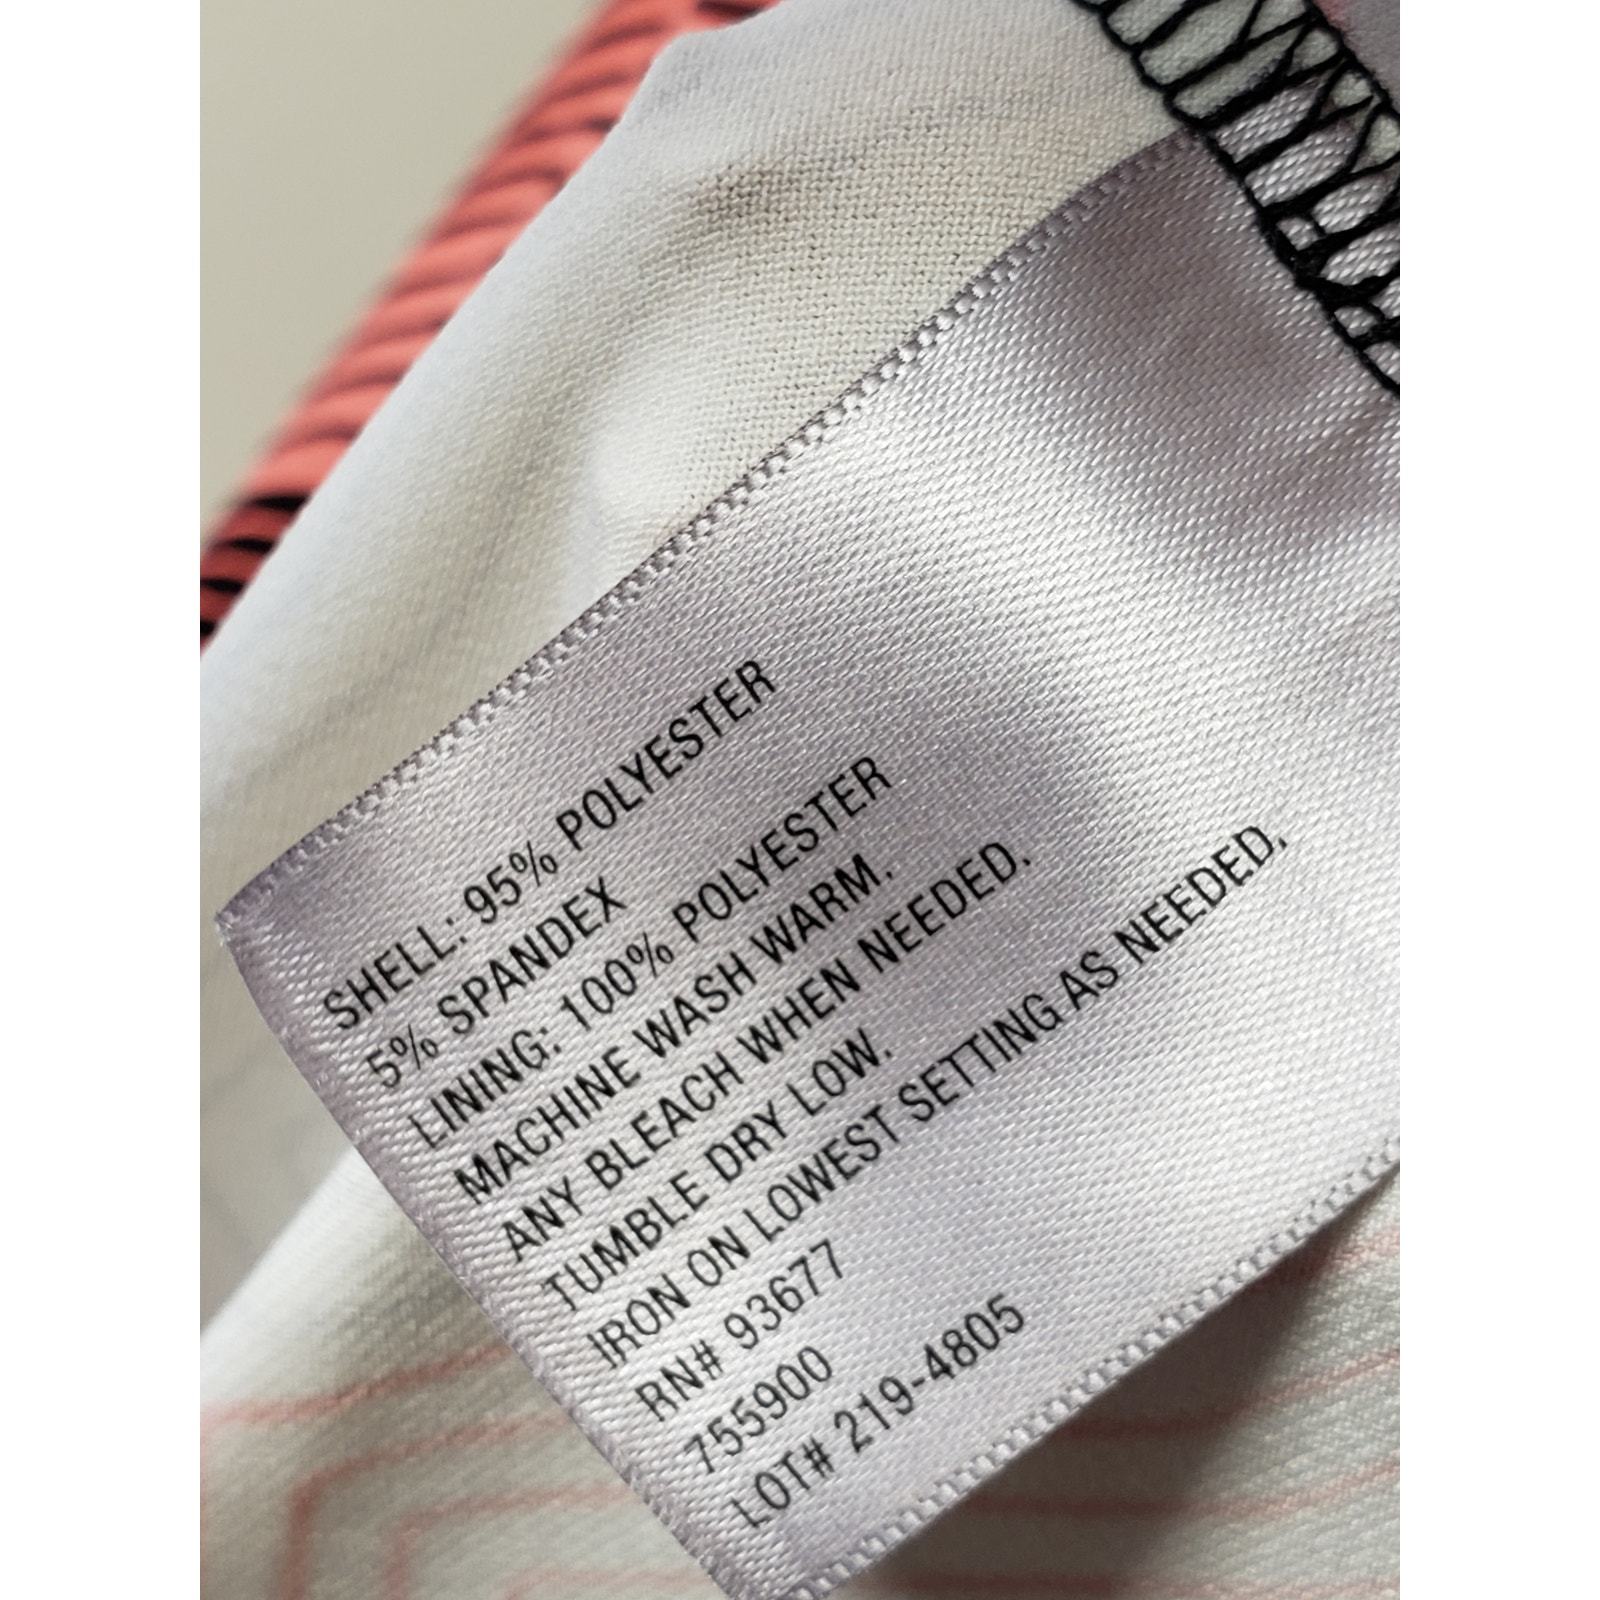 SHELL: 95% POLYESTER
5% SPANDEX
LINING: 100% POLYESTER
MACHINE WASH WARM.
ANY BLEACH WHEN NEEDED.
TUMBLE DRY LOW.
IRON ON LOWEST SETTING AS NEEDED.
RN# 93677
755900
LOT# 219-4805